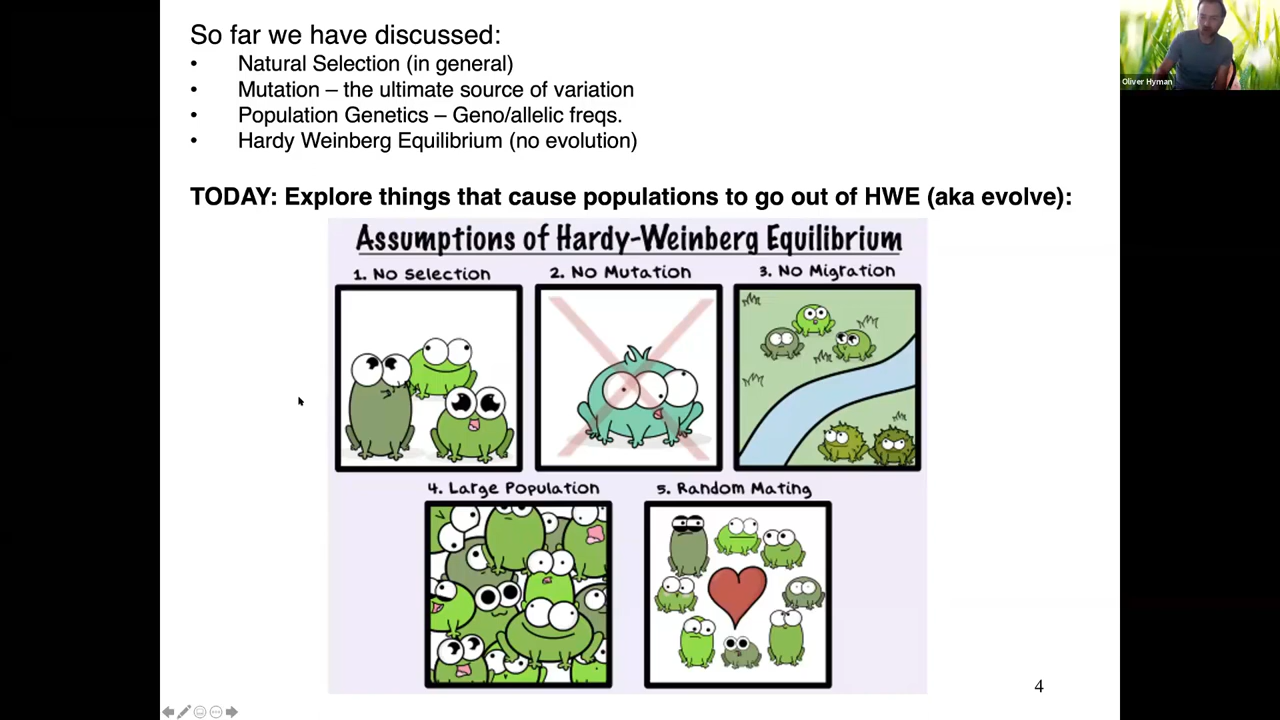 So far we have discussed:
• Natural Selection (in general)
• Mutation – the ultimate source of variation
• Population Genetics – Geno/allelic freqs.
• Hardy Weinberg Equilibrium (no evolution)
TODAY: Explore things that cause populations to go out of HWE (aka evolve):
Assumptions of Hardy-Weinberg Equilibrium
1. No Selection
2. No Mutation
3. No Migration
4. Large Population
5. Random Mating
4
Oliver Hyman